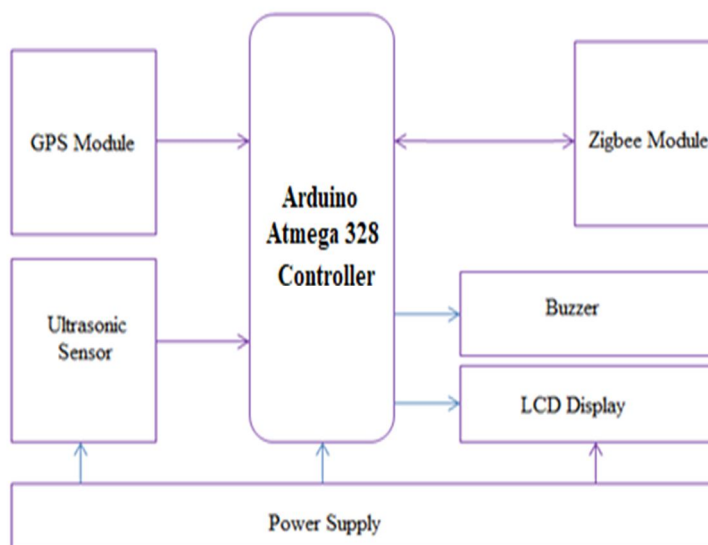 GPS Module
Arduino
Atmega 328
Controller
Zigbee Module
Ultrasonic
Sensor
Buzzer
LCD Display
Power Supply